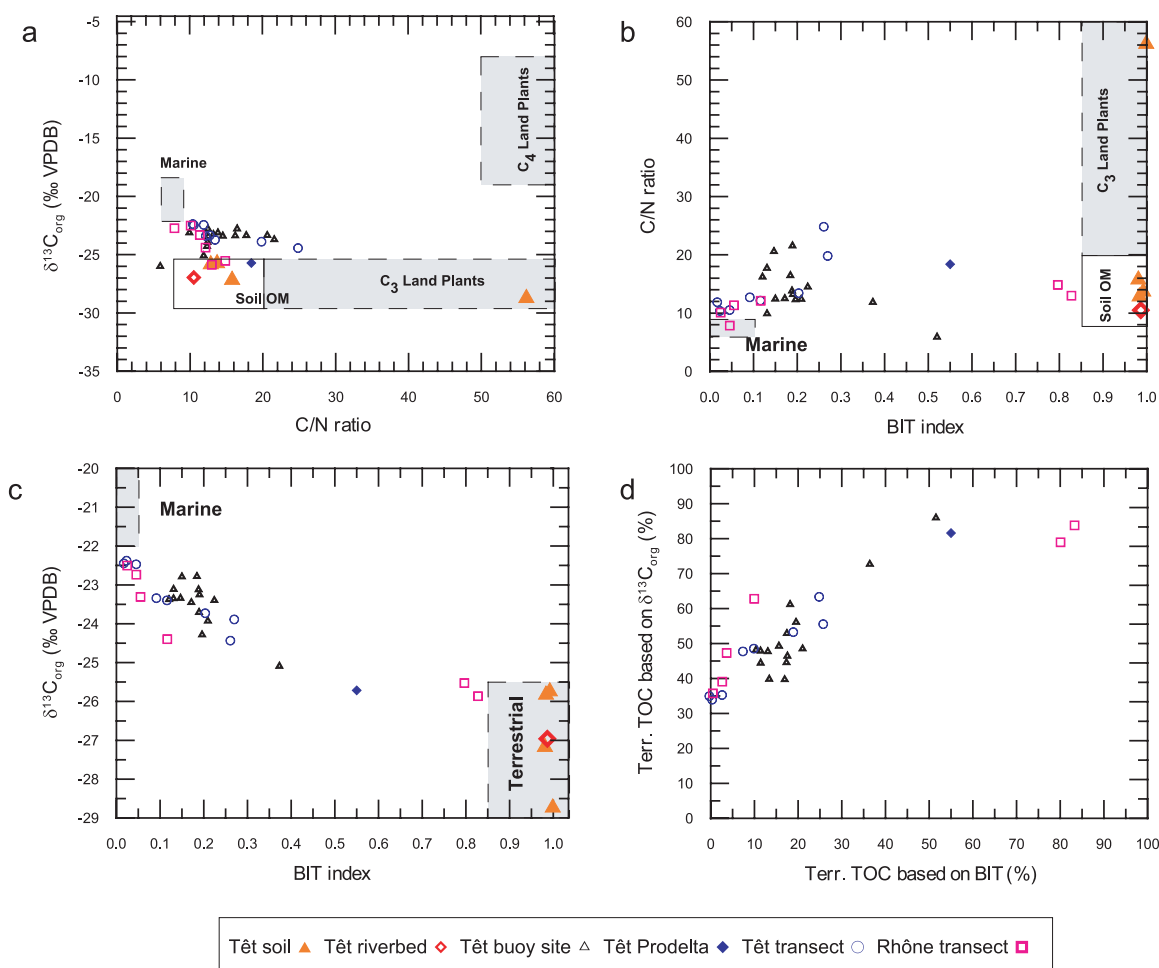 a
-5
-10
-15
-20
-25
-30
-35
δ13Corg (‰ VPDB)
0 10 20 30 40 50 60
C/N ratio
Marine
C4 Land Plants
C3 Land Plants
Soil OM
b
60
50
40
30
20
10
0
C/N ratio
0.0 0.1 0.2 0.3 0.4 0.5 0.6 0.7 0.8 0.9 1.0
BIT index
C3 Land Plants
Soil OM
Marine
c
-20
-21
-22
-23
-24
-25
-26
-27
-28
-29
δ13Corg (‰ VPDB)
0.0 0.1 0.2 0.3 0.4 0.5 0.6 0.7 0.8 0.9 1.0
BIT index
Marine
Terrestrial
d
100
90
80
70
60
50
40
30
20
10
0
Terr. TOC based on δ13Corg (%)
0 10 20 30 40 50 60 70 80 90 100
Terr. TOC based on BIT (%)
Têt soil Têt riverbed Têt buoy site Têt Prodelta Têt transect Rhône transect